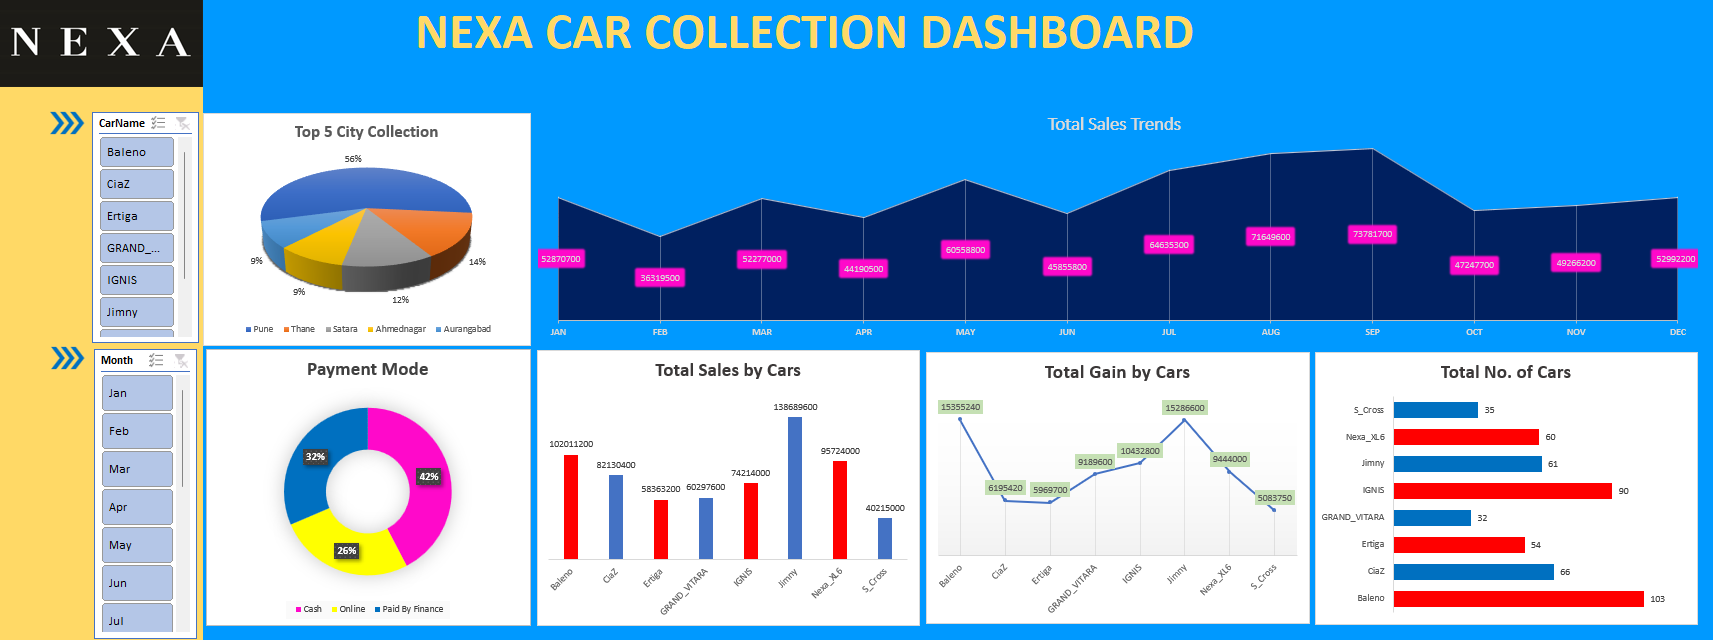 NEXA
NEXA CAR COLLECTION DASHBOARD
CarName
Baleno
CiaZ
Ertiga
GRAND_...
IGNIS
Jimny
Month
Jan
Feb
Mar
Apr
May
Jun
Jul
Top 5 City Collection
56%
14%
12%
9%
9%
Pune Thane Satara Ahmednagar Aurangabad
Total Sales Trends
52870700
36319500
52277000
44190500
60558800
45855800
64635300
71649600
73781700
47247700
49266200
52992200
JAN FEB MAR APR MAY JUN JUL AUG SEP OCT NOV DEC
Payment Mode
32%
42%
26%
Cash Online Paid By Finance
Total Sales by Cars
102011200
82130400
58363200
60297600
74214000
138689600
95724000
40215000
Baleno
CiaZ
Ertiga
GRAND_VITARA
IGNIS
Jimny
Nexa_XL6
S_Cross
Total Gain by Cars
15355240
6195420
5969700
9189600
10432800
15286600
9444000
5083750
Baleno
CiaZ
Ertiga
GRAND_VITARA
IGNIS
Jimny
Nexa_XL6
S_Cross
Total No. of Cars
S_Cross 35
Nexa_XL6 60
Jimny 61
IGNIS 90
GRAND_VITARA 32
Ertiga 54
CiaZ 66
Baleno 103